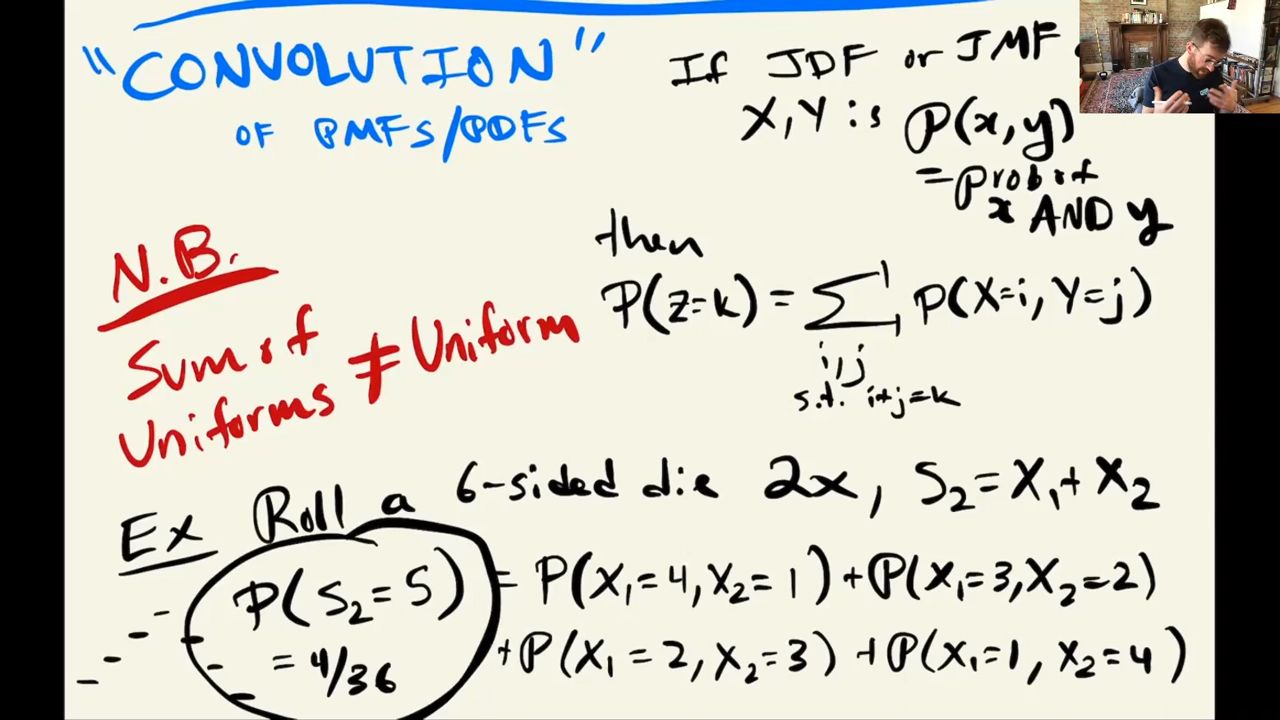 "CONVOLUTION"
OF PMFs/PDFs
If JDF or JMF
X,Y is P(x,y)
= prob of
x AND y
then
P(z=k) = ∑ P(X=i, Y=j)
i,j
s.t. i+j=k
N.B.
Sum of
Uniforms ≠ Uniform
Ex Roll a 6-sided die 2x, S₂=X₁+X₂
P(S₂=5) = P(X₁=4,X₂=1)+P(X₁=3,X₂=2)
= 4/36 +P(X₁=2,X₂=3) +P(X₁=1,X₂=4)